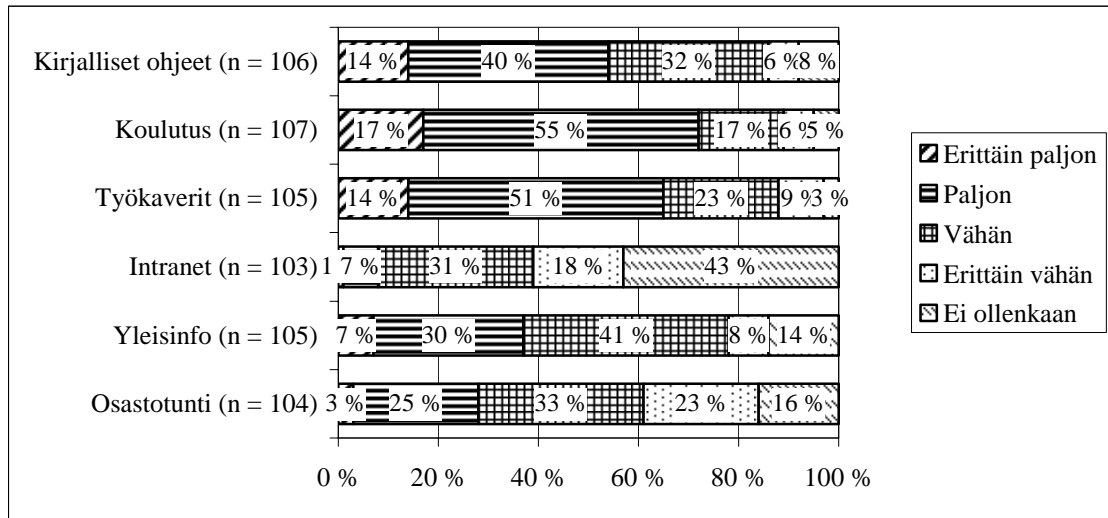 Kirjalliset ohjeet (n = 106) 14 % 40 % 32 % 6 % 8 %
Koulutus (n = 107) 17 % 55 % 17 % 6 % 5 %
Työkaverit (n = 105) 14 % 51 % 23 % 9 % 3 %
Intranet (n = 103) 1 7 % 31 % 18 % 43 %
Yleisinfo (n = 105) 7 % 30 % 41 % 8 % 14 %
Osastotunti (n = 104) 3 % 25 % 33 % 23 % 16 %
0 % 20 % 40 % 60 % 80 % 100 %
Erittäin paljon
Paljon
Vähän
Erittäin vähän
Ei ollenkaan